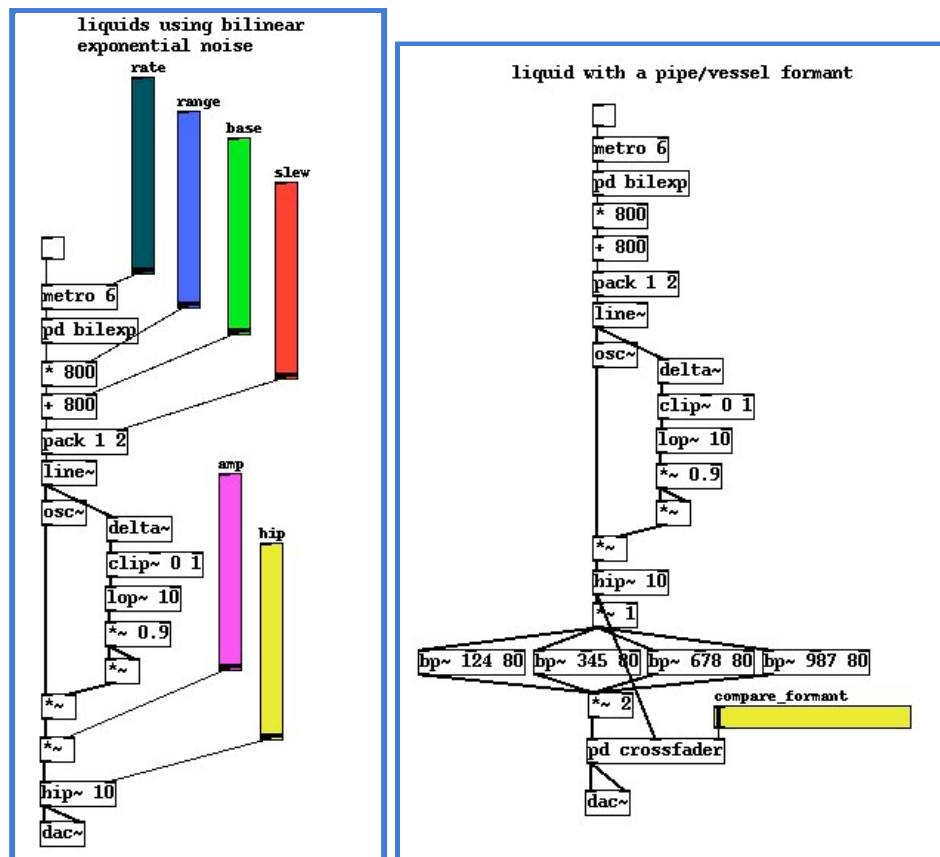 liquids using bilinear
exponential noise
rate
range
base
slew
metro 6
pd bilexp
* 800
+ 800
pack 1 2
line~
amp
osc~
delta~
hip
clip~ 0 1
lop~ 10
*~ 0.9
*~
*~
*~
hip~ 10
dac~
liquid with a pipe/vessel formant
metro 6
pd bilexp
* 800
+ 800
pack 1 2
line~
osc~
delta~
clip~ 0 1
lop~ 10
*~ 0.9
*~
*~
hip~ 10
*~ 1
bp~ 124 80 bp~ 345 80 bp~ 678 80 bp~ 987 80
compare_formant
*~ 2
pd crossfader
dac~